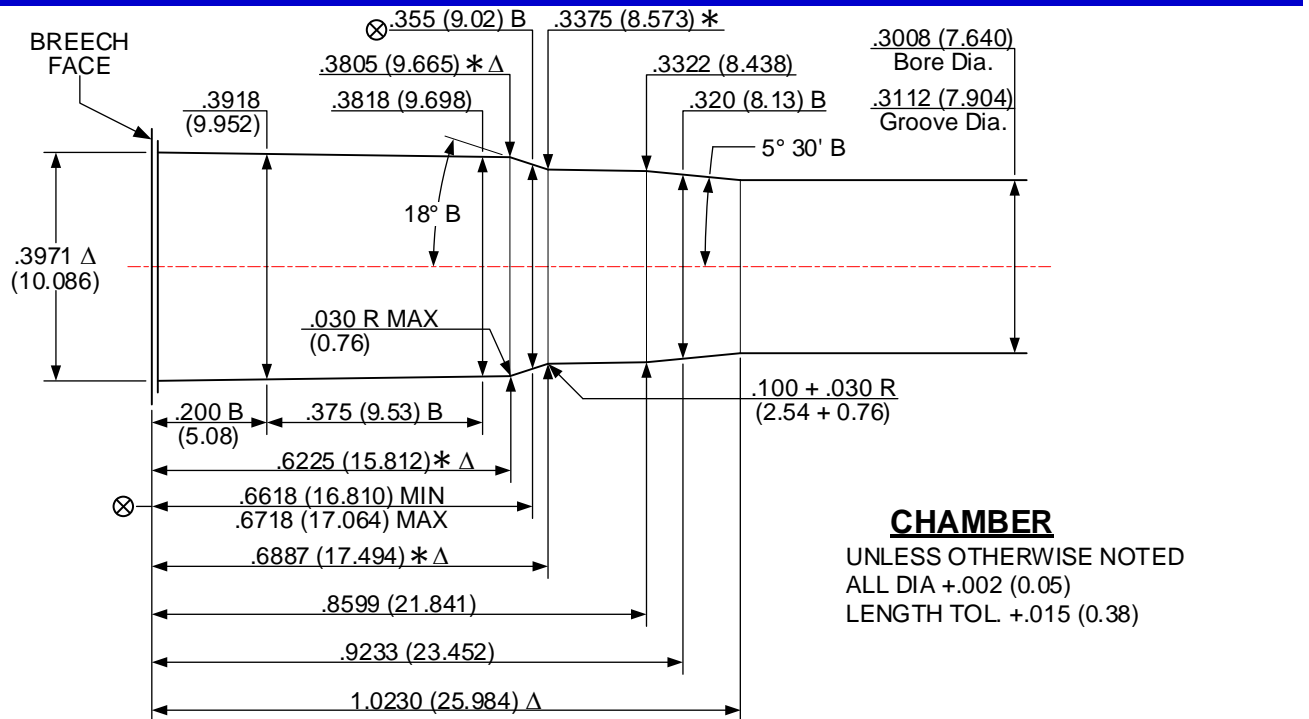 ⊗ .355 (9.02) B
.3375 (8.573) *
BREECH
FACE
.3008 (7.640)
Bore Dia.
.3805 (9.665) * Δ
.3322 (8.438)
.3918
(9.952)
.3818 (9.698)
.320 (8.13) B
.3112 (7.904)
Groove Dia.
5° 30' B
18° B
.3971 Δ
(10.086)
.030 R MAX
(0.76)
.100 + .030 R
(2.54 + 0.76)
.200 B
(5.08)
.375 (9.53) B
.6225 (15.812) * Δ
⊗ .6618 (16.810) MIN
.6718 (17.064) MAX
.6887 (17.494) * Δ
.8599 (21.841)
.9233 (23.452)
1.0230 (25.984) Δ
CHAMBER
UNLESS OTHERWISE NOTED
ALL DIA +.002 (0.05)
LENGTH TOL. +.015 (0.38)